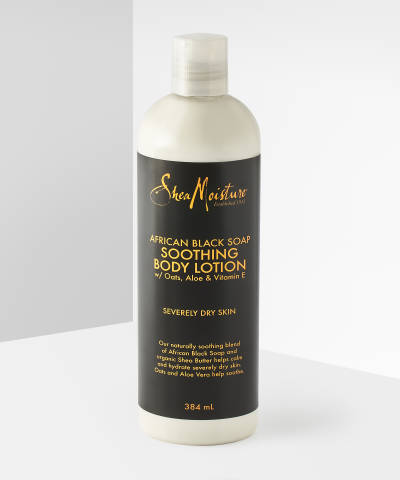 SheaMoisture
Established 1912
AFRICAN BLACK SOAP
SOOTHING
BODY LOTION
w/ Oats, Aloe & Vitamin E
SEVERELY DRY SKIN
Our naturally soothing blend
of African Black Soap and
organic Shea Butter helps calm
and hydrate severely dry skin.
Oats and Aloe Vera help soothe.
384 mL